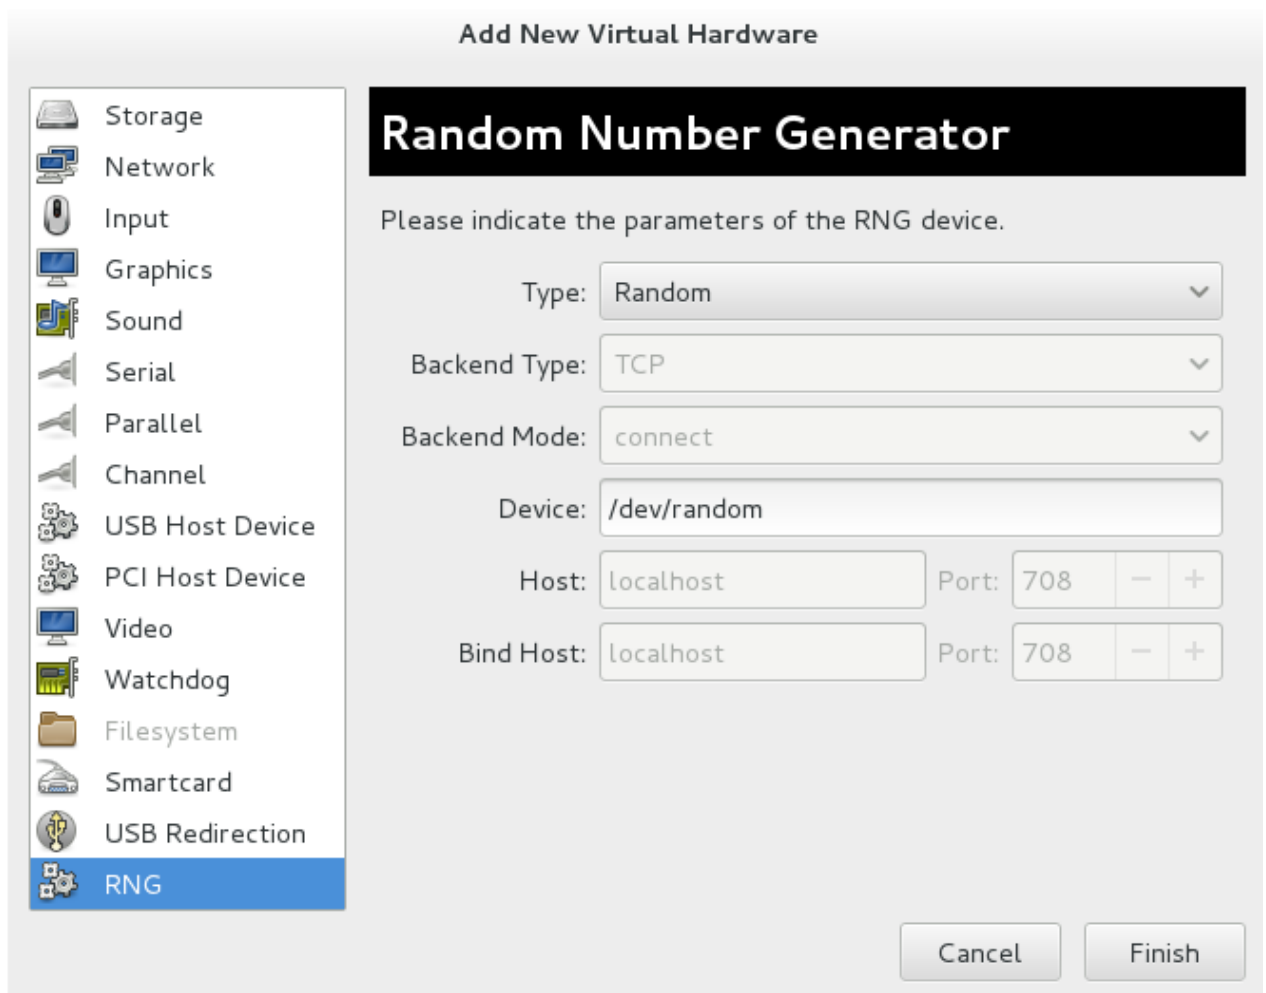 Add New Virtual Hardware
Storage
Network
Input
Graphics
Sound
Serial
Parallel
Channel
USB Host Device
PCI Host Device
Video
Watchdog
Filesystem
Smartcard
USB Redirection
RNG
Random Number Generator
Please indicate the parameters of the RNG device.
Type: Random
Backend Type: TCP
Backend Mode: connect
Device: /dev/random
Host: localhost Port: 708 − +
Bind Host: localhost Port: 708 − +
Cancel Finish